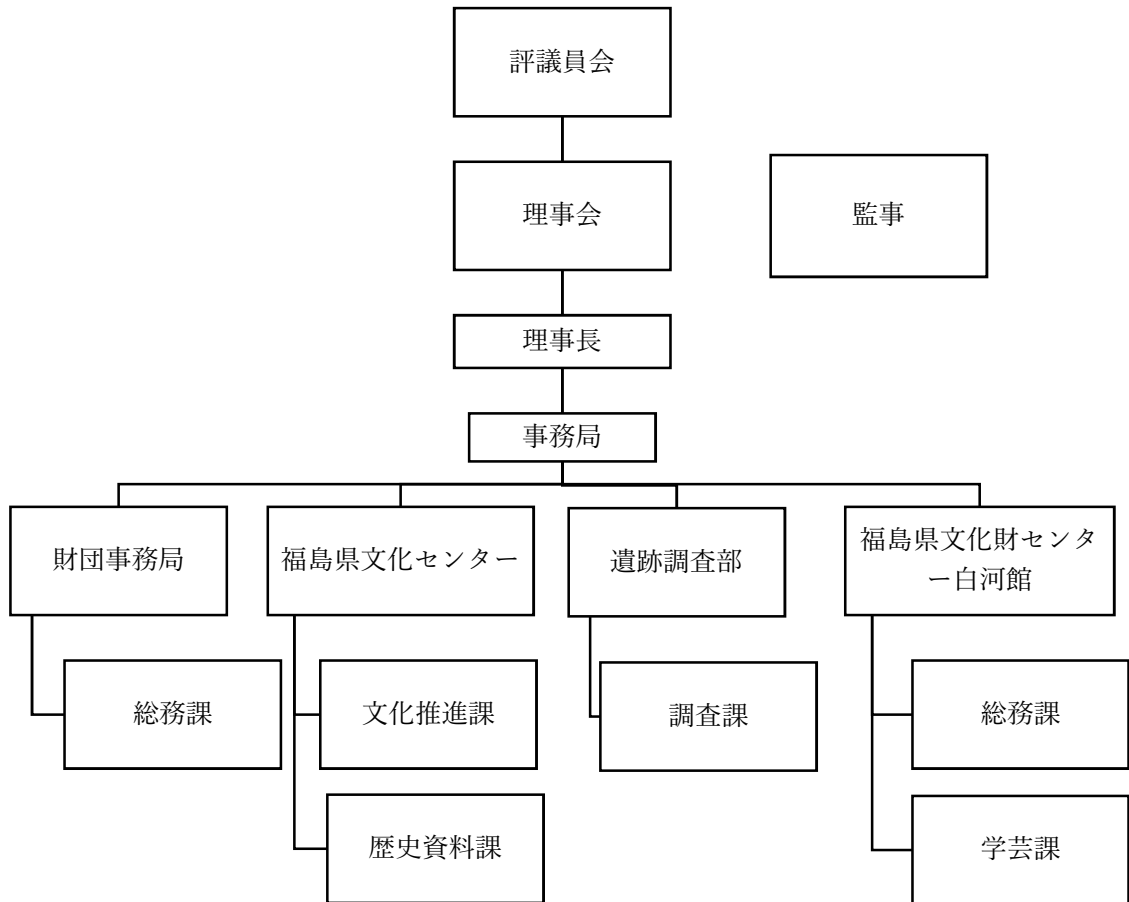 評議員会
理事会
監事
理事長
事務局
財団事務局
福島県文化センター
遺跡調査部
福島県文化財センタ
ー白河館
総務課
文化推進課
調査課
総務課
歴史資料課
学芸課